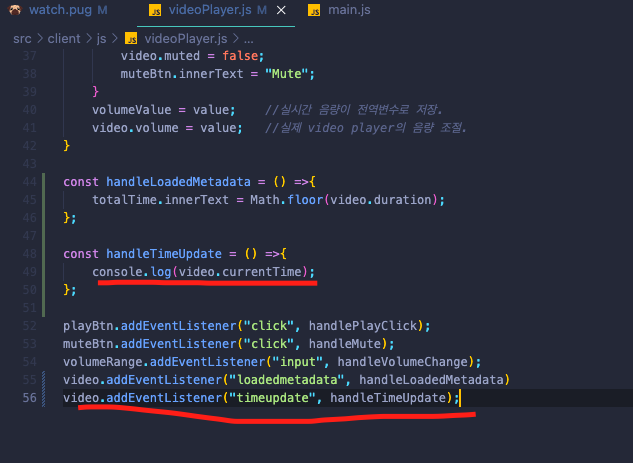 watch.pug M
JS videoPlayer.js M ✕
JS main.js
src > client > js > JS videoPlayer.js > ...
37 video.muted = false;
38 muteBtn.innerText = "Mute";
39 }
40 volumeValue = value; //실시간 음량이 전역변수로 저장.
41 video.volume = value; //실제 video player의 음량 조절.
42 }
43
44 const handleLoadedMetadata = () =>{
45 totalTime.innerText = Math.floor(video.duration);
46 };
47
48 const handleTimeUpdate = () =>{
49 console.log(video.currentTime);
50 };
51
52 playBtn.addEventListener("click", handlePlayClick);
53 muteBtn.addEventListener("click", handleMute);
54 volumeRange.addEventListener("input", handleVolumeChange);
55 video.addEventListener("loadedmetadata", handleLoadedMetadata)
56 video.addEventListener("timeupdate", handleTimeUpdate);